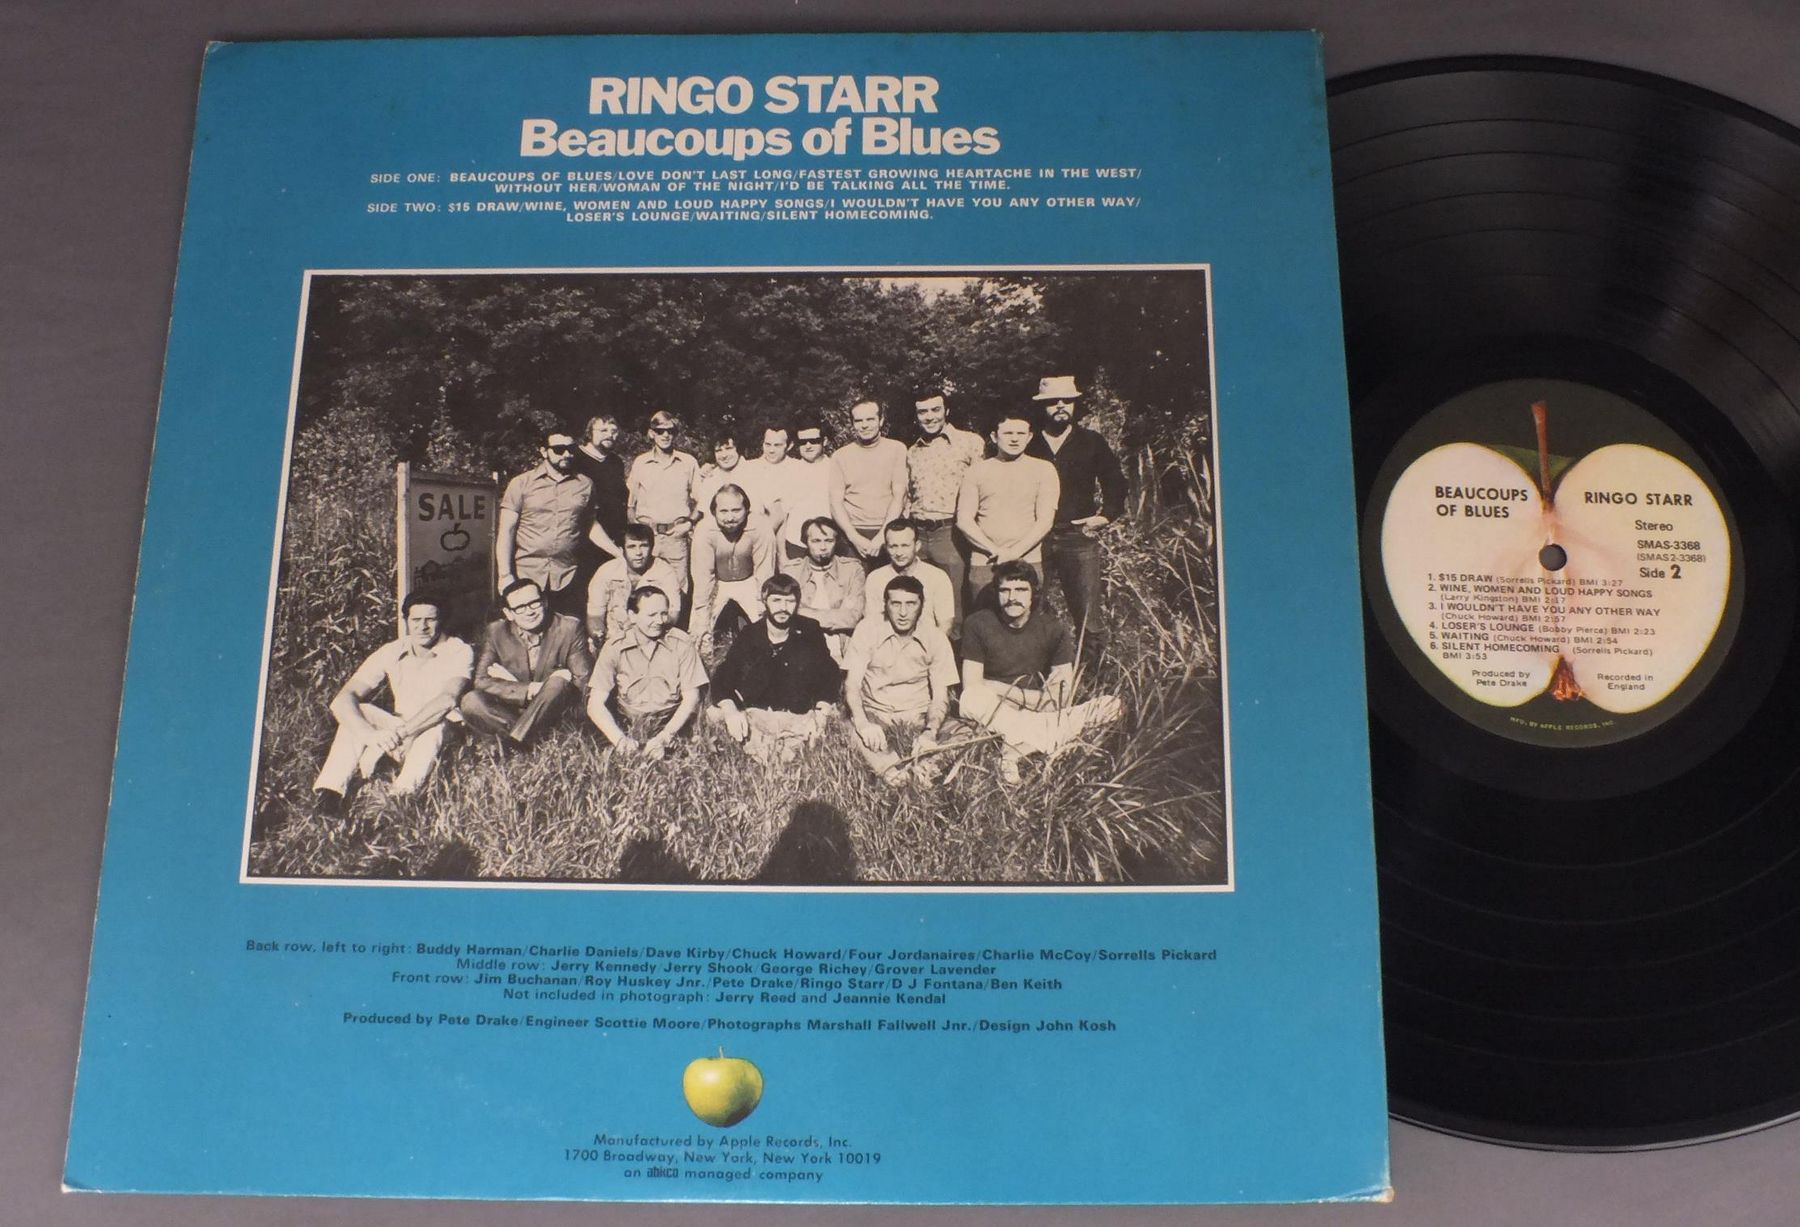 RINGO STARR
Beaucoups of Blues
SIDE ONE: BEAUCOUPS OF BLUES/LOVE DON'T LAST LONG/FASTEST GROWING HEARTACHE IN THE WEST/
WITHOUT HER/WOMAN OF THE NIGHT/I'D BE TALKING ALL THE TIME.
SIDE TWO: $15 DRAW/WINE, WOMEN AND LOUD HAPPY SONGS/I WOULDN'T HAVE YOU ANY OTHER WAY/
LOSER'S LOUNGE/WAITING/SILENT HOMECOMING.
SALE
Back row, left to right: Buddy Harman/Charlie Daniels/Dave Kirby/Chuck Howard/Four Jordanaires/Charlie McCoy/Sorrells Pickard
Middle row: Jerry Kennedy/Jerry Shook/George Richey/Grover Lavender
Front row: Jim Buchanan/Roy Huskey Jnr./Pete Drake/Ringo Starr/D J Fontana/Ben Keith
Not included in photograph: Jerry Reed and Jeannie Kendal
Produced by Pete Drake/Engineer Scottie Moore/Photographs Marshall Fallwell Jnr./Design John Kosh
Manufactured by Apple Records, Inc.
1700 Broadway, New York, New York 10019
an abkco managed company
BEAUCOUPS
OF BLUES
RINGO STARR
Stereo
SMAS-3368
(SMAS2-3368)
Side 2
1. $15 DRAW (Sorrells Pickard) BMI 3:27
2. WINE, WOMEN AND LOUD HAPPY SONGS
(Larry Kingston) BMI 2:17
3. I WOULDN'T HAVE YOU ANY OTHER WAY
(Chuck Howard) BMI 2:57
4. LOSER'S LOUNGE (Bobby Pierce) BMI 2:23
5. WAITING (Chuck Howard) BMI 2:54
6. SILENT HOMECOMING (Sorrells Pickard)
BMI 3:53
Produced by
Pete Drake
Recorded in
England
MFD. BY APPLE RECORDS, INC.